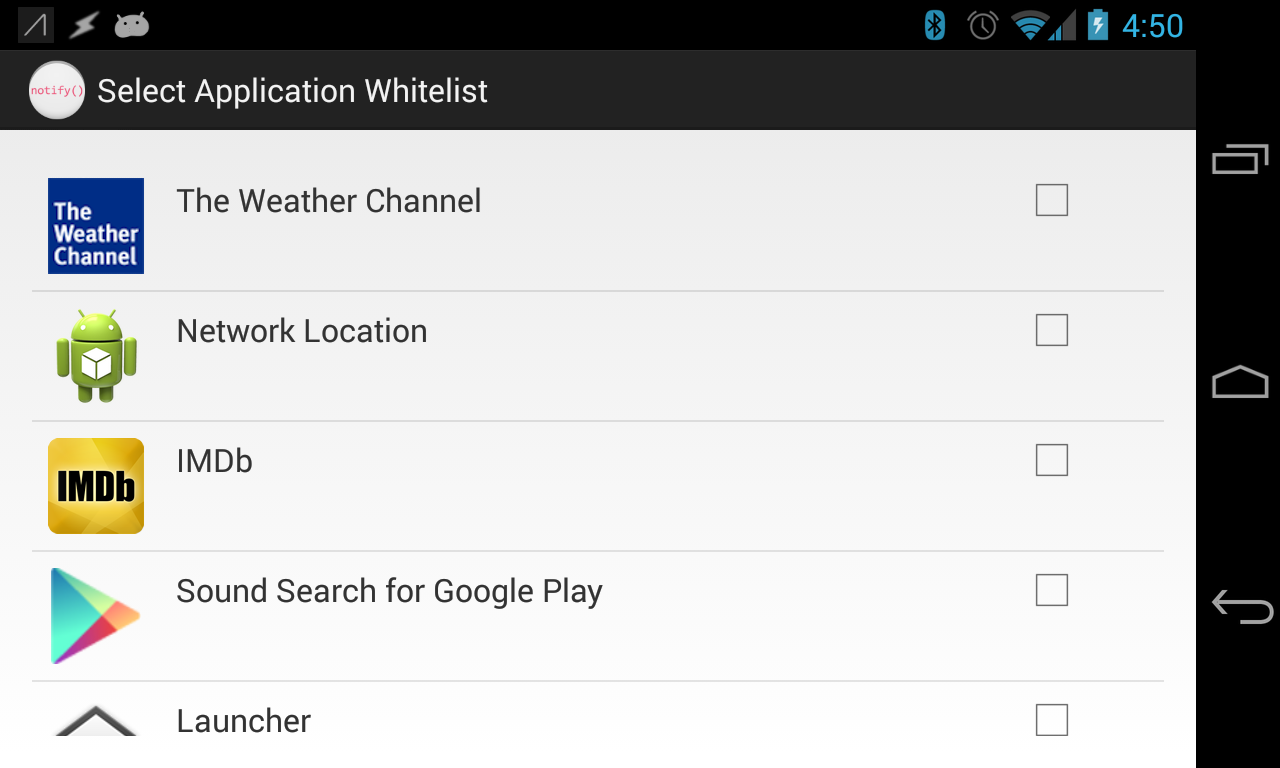 4:50
notify()
Select Application Whitelist
The
Weather
Channel
The Weather Channel
Network Location
IMDb
IMDb
Sound Search for Google Play
Launcher